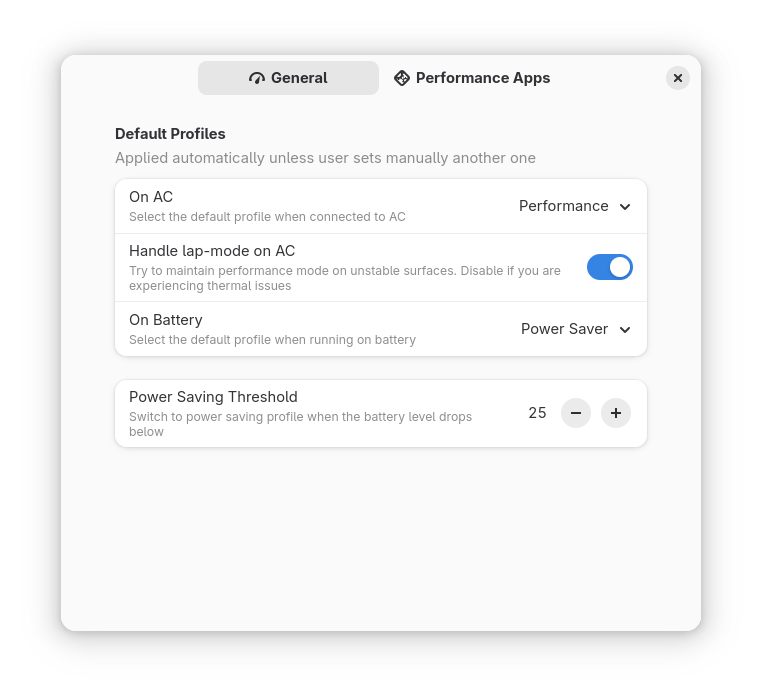 General
Performance Apps
Default Profiles
Applied automatically unless user sets manually another one
On AC
Select the default profile when connected to AC
Performance
Handle lap-mode on AC
Try to maintain performance mode on unstable surfaces. Disable if you are
experiencing thermal issues
On Battery
Select the default profile when running on battery
Power Saver
Power Saving Threshold
Switch to power saving profile when the battery level drops
below
25